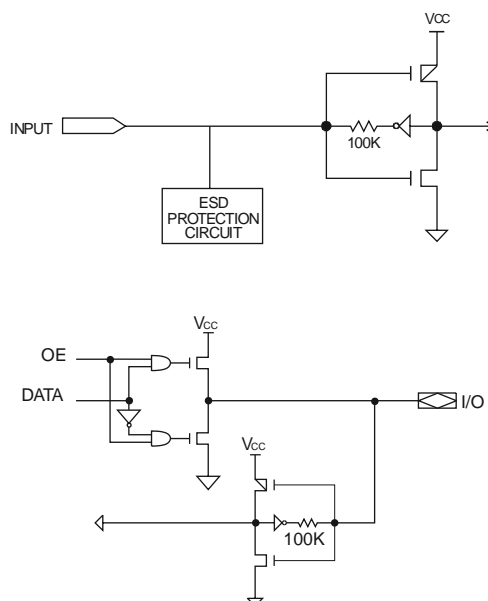 VCC
INPUT
100K
ESD
PROTECTION
CIRCUIT
VCC
OE
DATA
I/O
VCC
100K